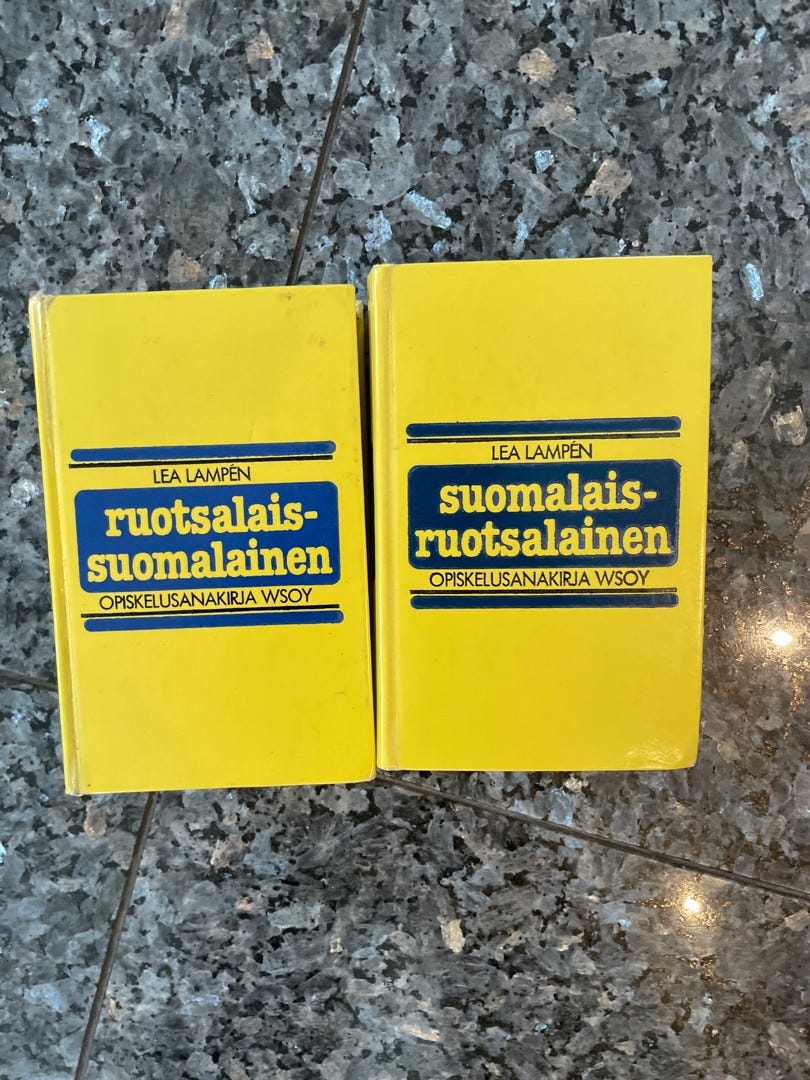 LEA LAMPÉN
ruotsalais-
suomalainen
OPISKELUSANAKIRJA WSOY
LEA LAMPÉN
suomalais-
ruotsalainen
OPISKELUSANAKIRJA WSOY